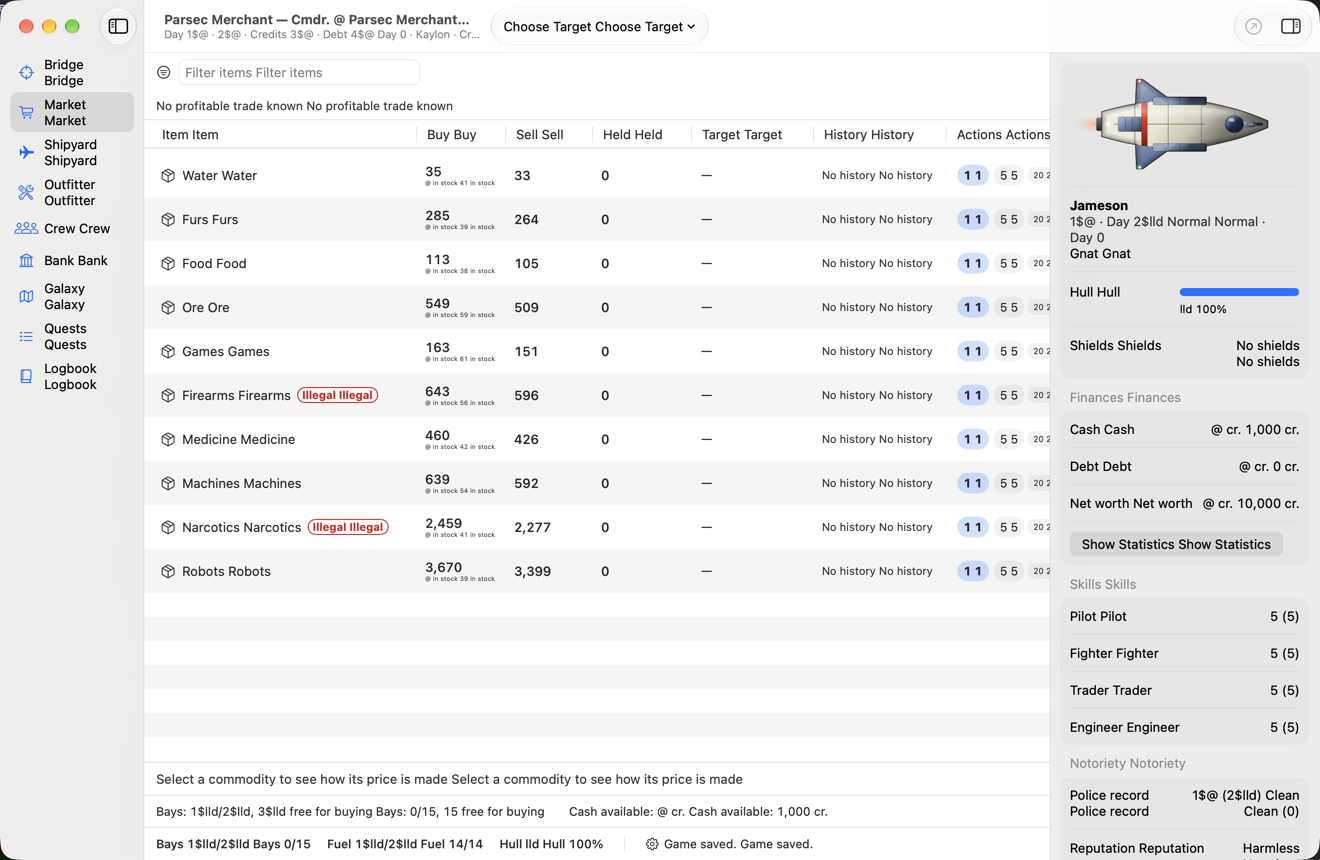 Parsec Merchant — Cmdr. @ Parsec Merchant...
Day 1$@ · 2$@ · Credits 3$@ · Debt 4$@ Day 0 · Kaylon · Cr...
Choose Target Choose Target
Bridge
Bridge
Market
Market
Shipyard
Shipyard
Outfitter
Outfitter
Crew Crew
Bank Bank
Galaxy
Galaxy
Quests
Quests
Logbook
Logbook
Filter items Filter items
No profitable trade known No profitable trade known
Item Item Buy Buy Sell Sell Held Held Target Target History History Actions Actions
Water Water 35 33 0 — No history No history 1 1 5 5 20 2
@ in stock 41 in stock
Furs Furs 285 264 0 — No history No history 1 1 5 5 20 2
@ in stock 39 in stock
Food Food 113 105 0 — No history No history 1 1 5 5 20 2
@ in stock 38 in stock
Ore Ore 549 509 0 — No history No history 1 1 5 5 20 2
@ in stock 59 in stock
Games Games 163 151 0 — No history No history 1 1 5 5 20 2
@ in stock 61 in stock
Firearms Firearms Illegal Illegal 643 596 0 — No history No history 1 1 5 5 20 2
@ in stock 56 in stock
Medicine Medicine 460 426 0 — No history No history 1 1 5 5 20 2
@ in stock 42 in stock
Machines Machines 639 592 0 — No history No history 1 1 5 5 20 2
@ in stock 54 in stock
Narcotics Narcotics Illegal Illegal 2,459 2,277 0 — No history No history 1 1 5 5 20 2
@ in stock 41 in stock
Robots Robots 3,670 3,399 0 — No history No history 1 1 5 5 20 2
@ in stock 39 in stock
Select a commodity to see how its price is made Select a commodity to see how its price is made
Bays: 1$lld/2$lld, 3$lld free for buying Bays: 0/15, 15 free for buying Cash available: @ cr. Cash available: 1,000 cr.
Bays 1$lld/2$lld Bays 0/15 Fuel 1$lld/2$lld Fuel 14/14 Hull lld Hull 100% Game saved. Game saved.
Jameson
1$@ · Day 2$lld Normal Normal ·
Day 0
Gnat Gnat
Hull Hull
lld 100%
Shields Shields No shields
No shields
Finances Finances
Cash Cash @ cr. 1,000 cr.
Debt Debt @ cr. 0 cr.
Net worth Net worth @ cr. 10,000 cr.
Show Statistics Show Statistics
Skills Skills
Pilot Pilot 5 (5)
Fighter Fighter 5 (5)
Trader Trader 5 (5)
Engineer Engineer 5 (5)
Notoriety Notoriety
Police record 1$@ (2$lld) Clean
Police record Clean (0)
Reputation Reputation Harmless